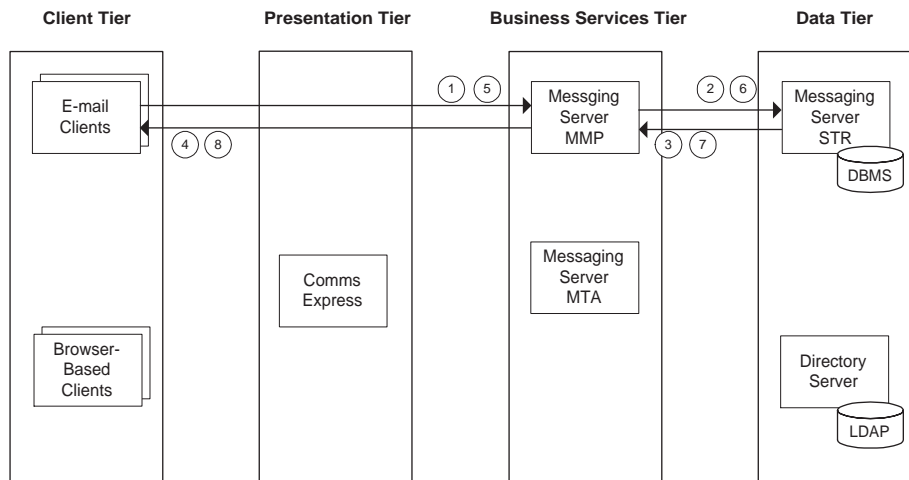 Client Tier
Presentation Tier
Business Services Tier
Data Tier
E-mail
Clients
1
5
4
8
Messging
Server
MMP
2
6
3
7
Messaging
Server
STR
DBMS
Comms
Express
Messaging
Server
MTA
Browser-
Based
Clients
Directory
Server
LDAP